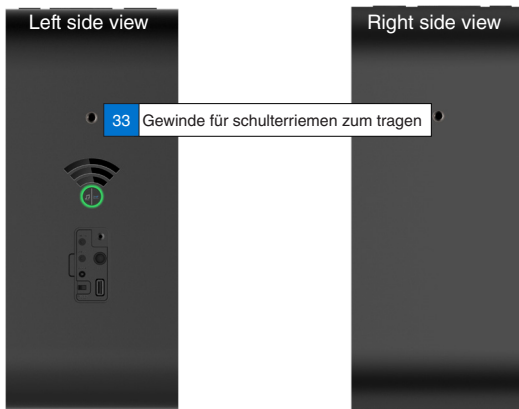 Left side view
Right side view
33 Gewinde für schulterriemen zum tragen